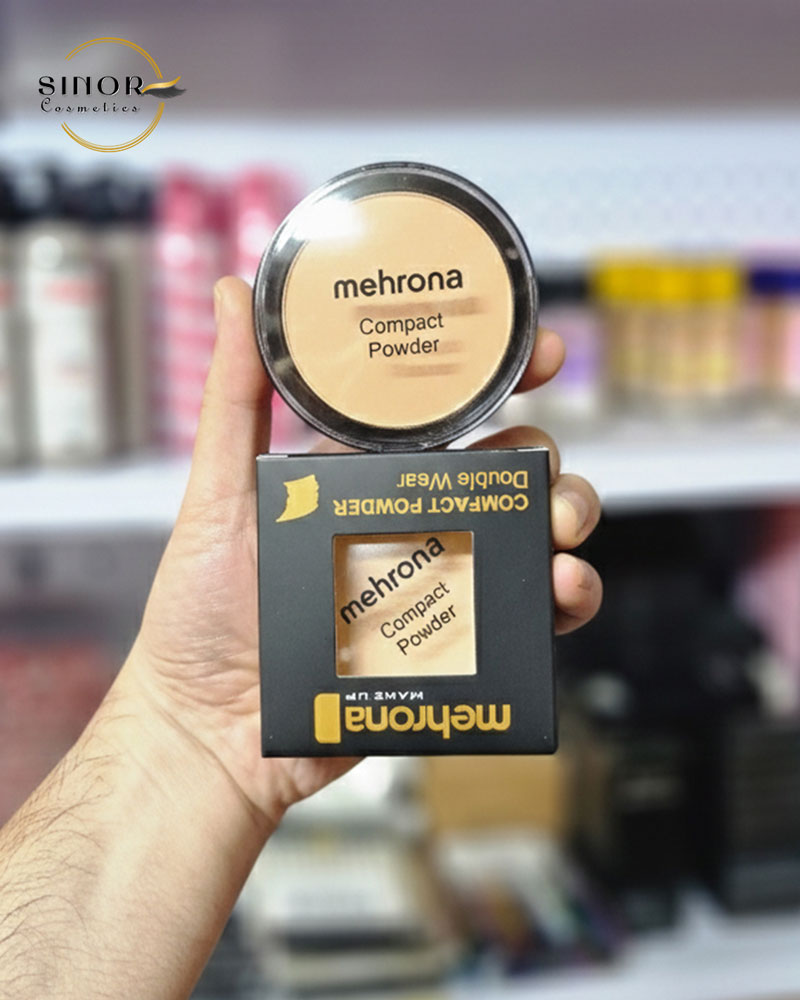 SINOR
Cosmetics
mehrona
Compact
Powder
COMPACT POWDER
Double Wear
mehrona
Compact
Powder
mehrona
MAKE UP